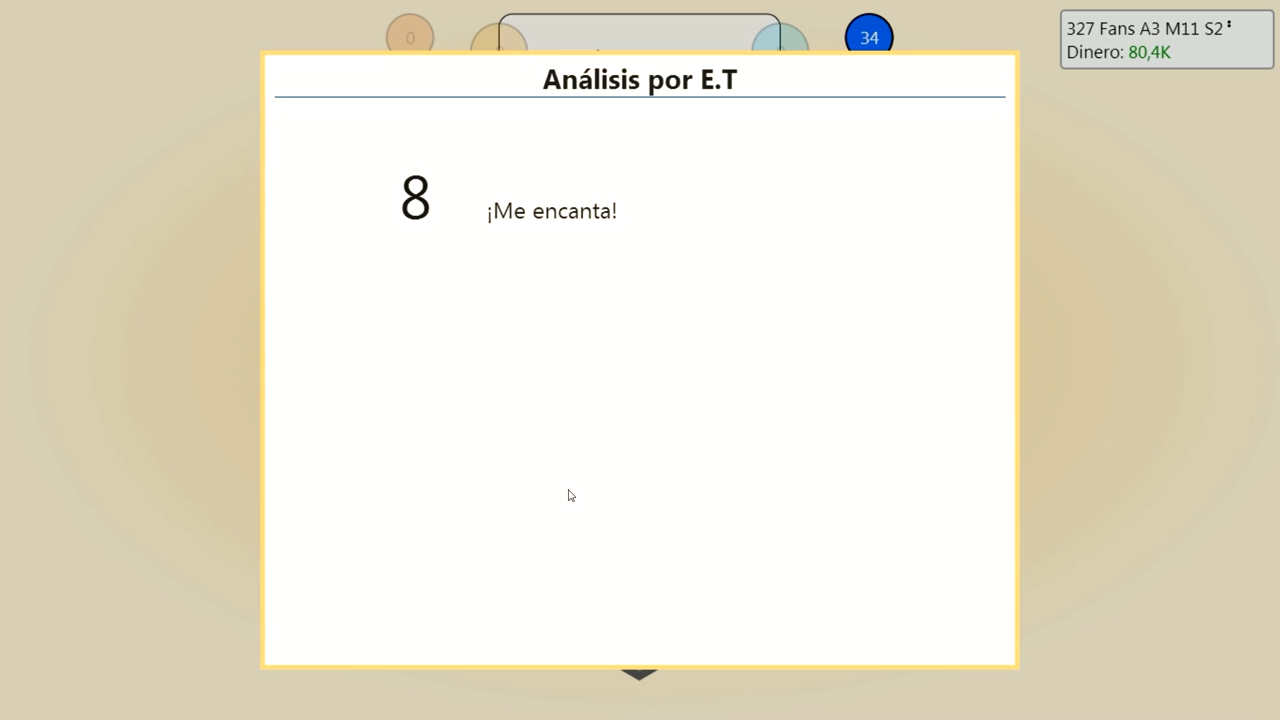 0
34
327 Fans A3 M11 S2
Dinero: 80,4K
Análisis por E.T
8
¡Me encanta!